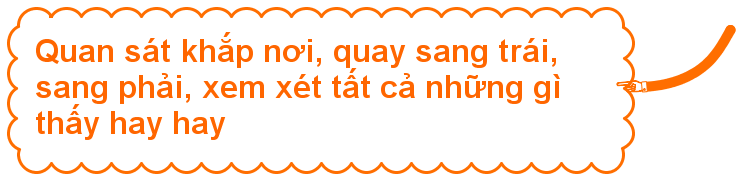 Quan sát khắp nơi, quay sang trái,
sang phải, xem xét tất cả những gì
thấy hay hay